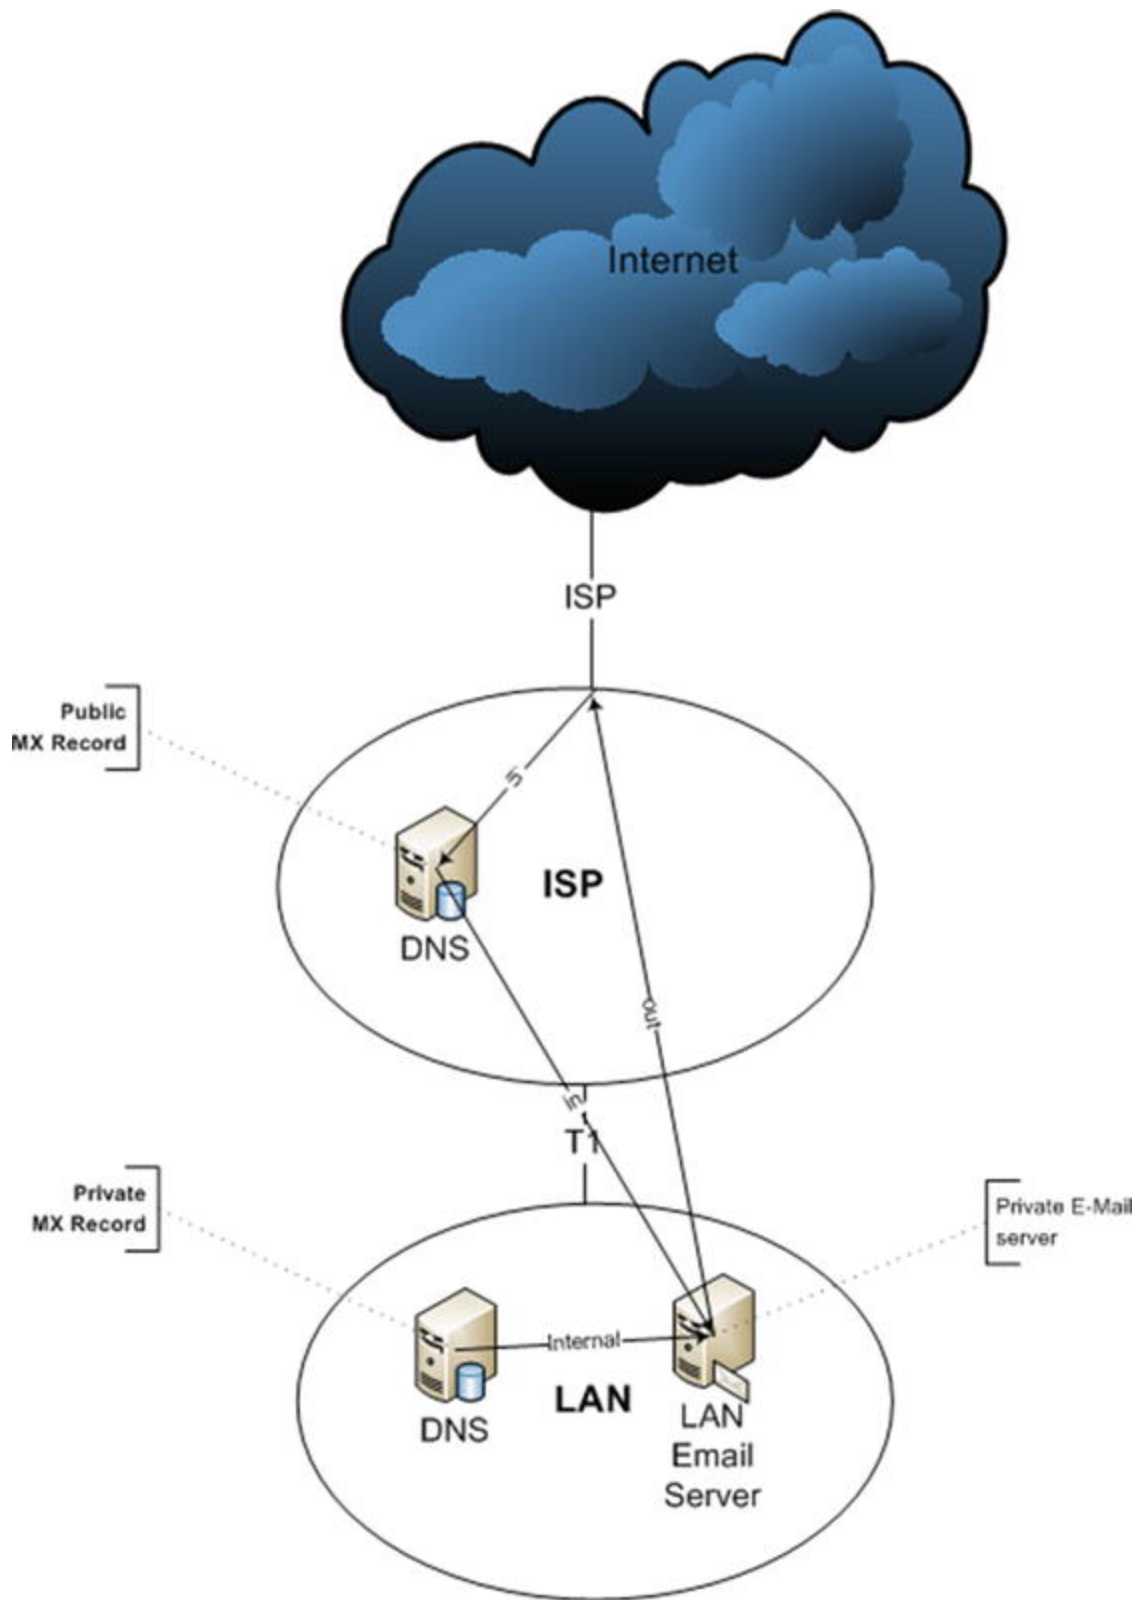 Internet
ISP
Public
MX Record
in
ISP
DNS
out
in
T1
Private
MX Record
Private E-Mail
server
Internal
LAN
DNS
LAN
Email
Server